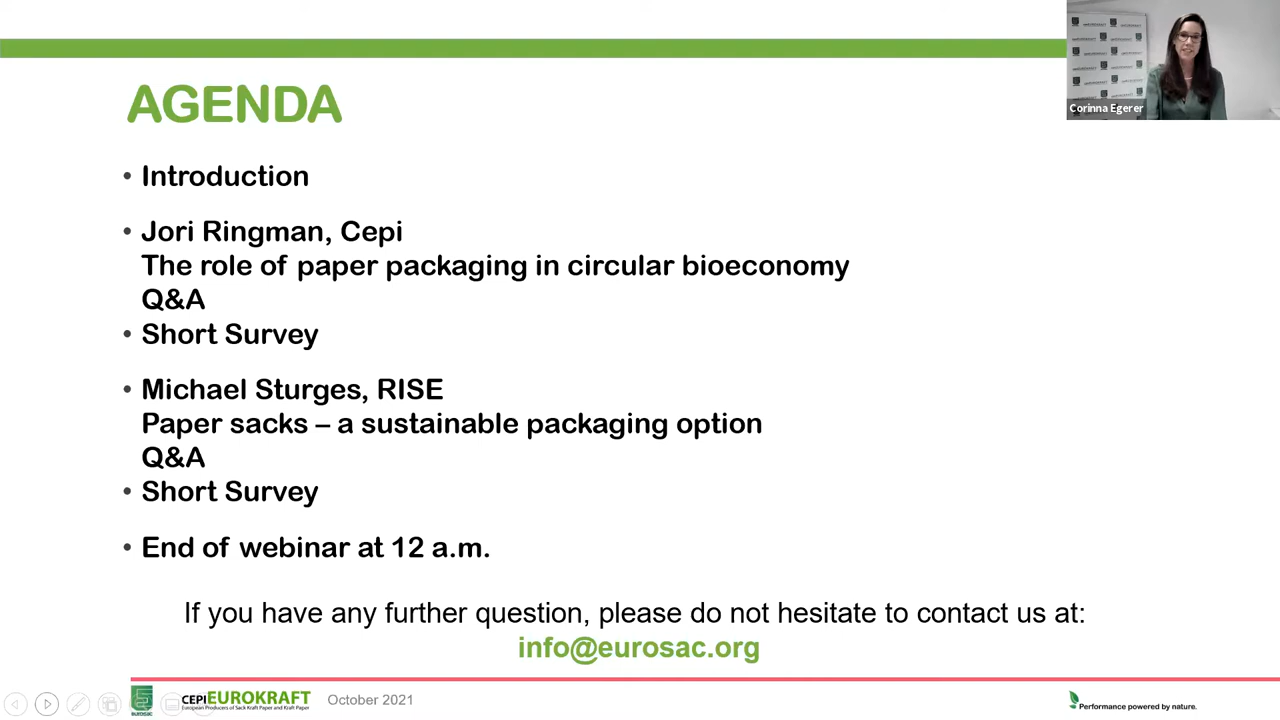 AGENDA
Corinna Egerer
• Introduction
• Jori Ringman, Cepi
The role of paper packaging in circular bioeconomy
Q&A
• Short Survey
• Michael Sturges, RISE
Paper sacks – a sustainable packaging option
Q&A
• Short Survey
• End of webinar at 12 a.m.
If you have any further question, please do not hesitate to contact us at:
info@eurosac.org
eurosac
CEPI EUROKRAFT
European Producers of Sack Kraft Paper and Kraft Paper
October 2021
Performance powered by nature.